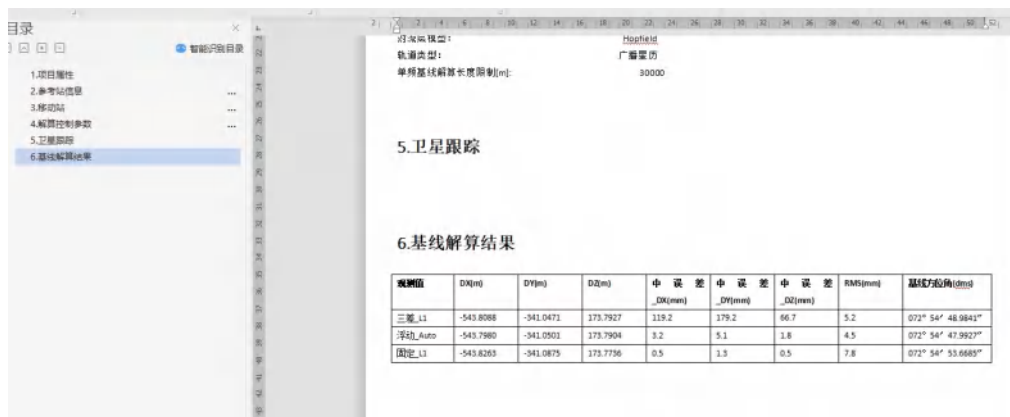 目录
智能识别目录
1.项目属性
2.参考站信息
3.移动站
4.解算控制参数
5.卫星跟踪
6.基线解算结果
对流层模型: Hopfield
轨道类型: 广播星历
单频基线解算长度限制[m]: 30000
5.卫星跟踪
6.基线解算结果
观测值 DX(m) DY(m) DZ(m) 中误差_DX(mm) 中误差_DY(mm) 中误差_DZ(mm) RMS(mm) 基线方位角(dms)
三差_L1 -543.8088 -341.0471 173.7927 119.2 179.2 66.7 5.2 072° 54′ 48.9841″
浮动_Auto -543.7980 -341.0501 173.7904 3.2 5.1 1.8 4.5 072° 54′ 47.9927″
固定_L1 -543.8263 -341.0875 173.7736 0.5 1.3 0.5 7.8 072° 54′ 53.6685″